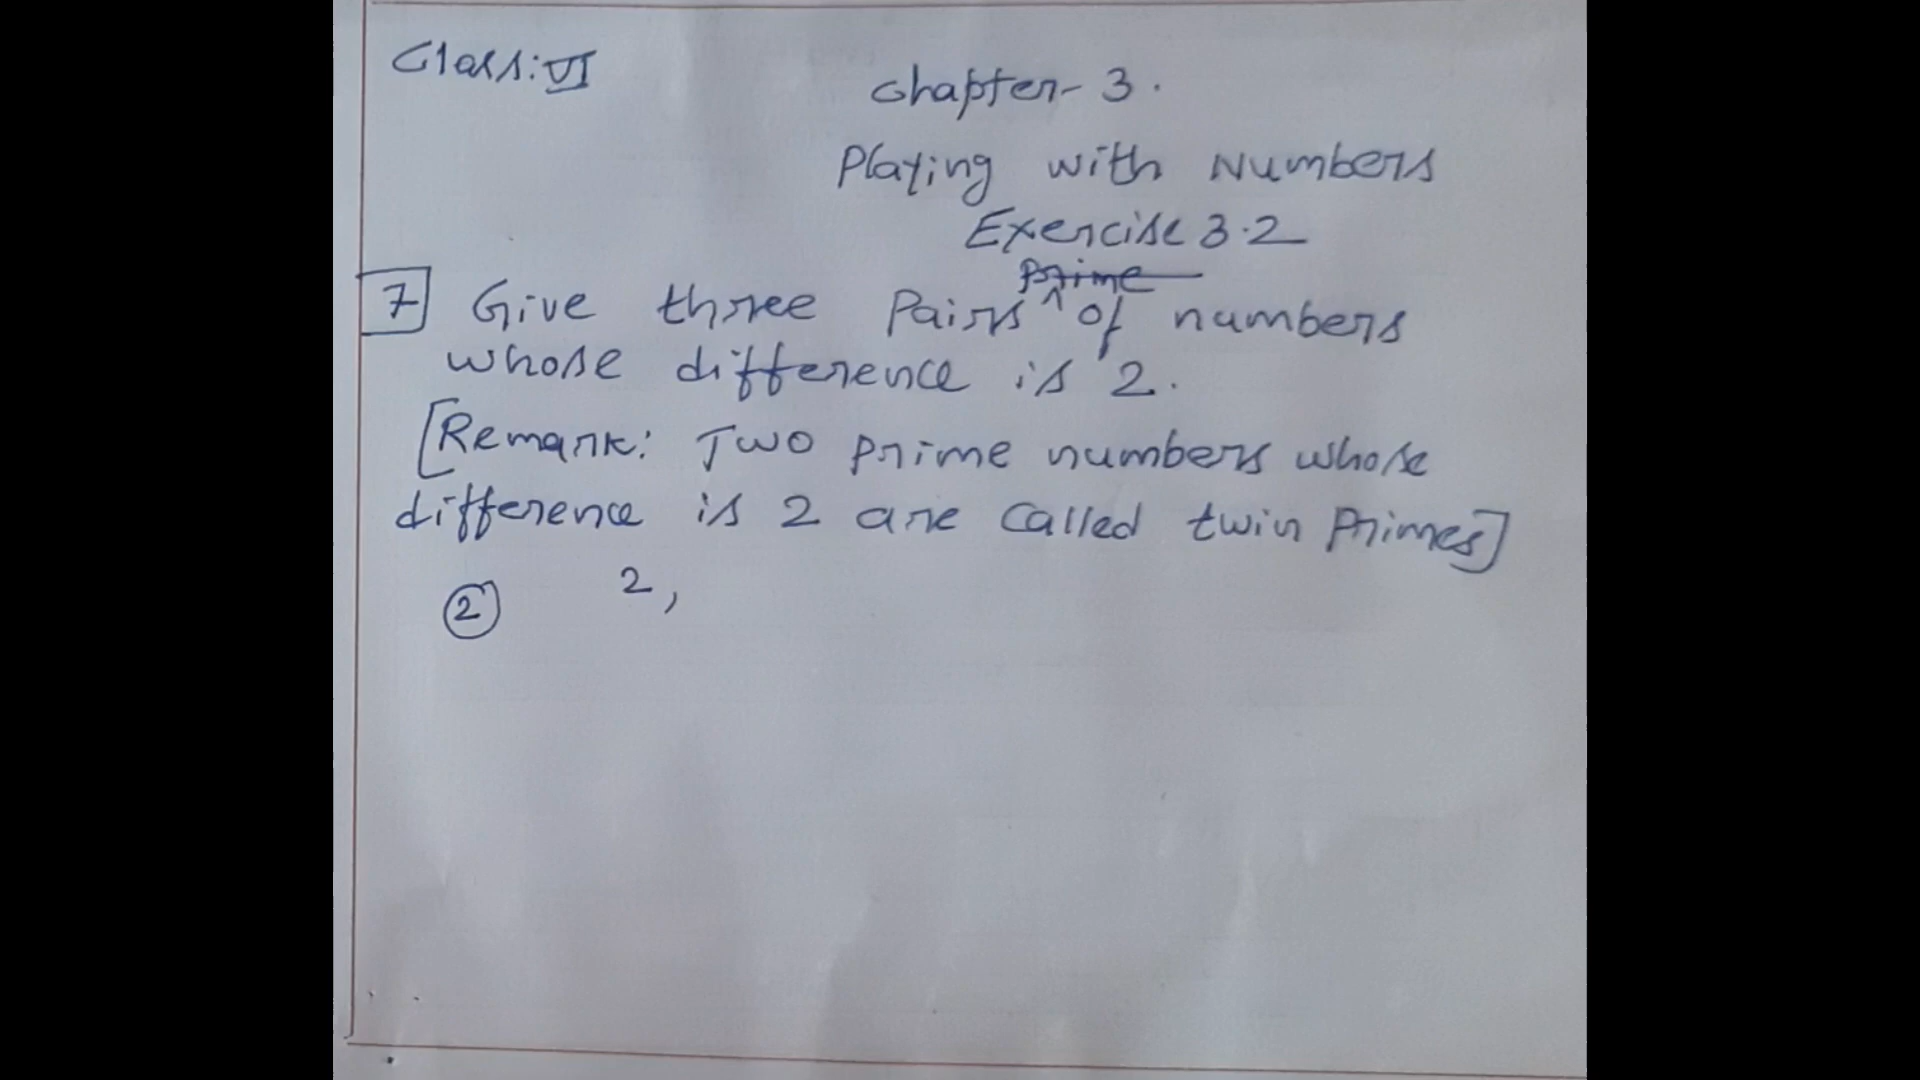 Class: VI
Chapter- 3.
Playing with Numbers
Exercise 3.2
prime
7 Give three Pairs ^ of numbers
whose difference is 2.
[Remark: Two prime numbers whose
difference is 2 are called twin Primes]
2 2,